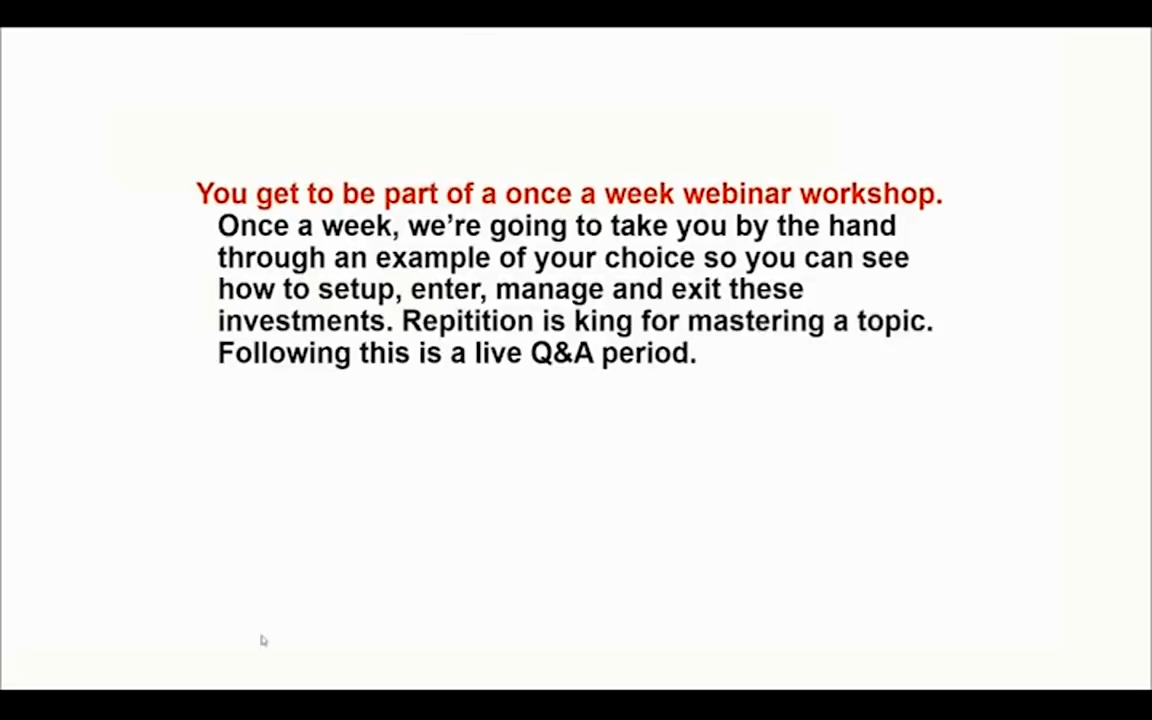 You get to be part of a once a week webinar workshop.
Once a week, we’re going to take you by the hand
through an example of your choice so you can see
how to setup, enter, manage and exit these
investments. Repitition is king for mastering a topic.
Following this is a live Q&A period.